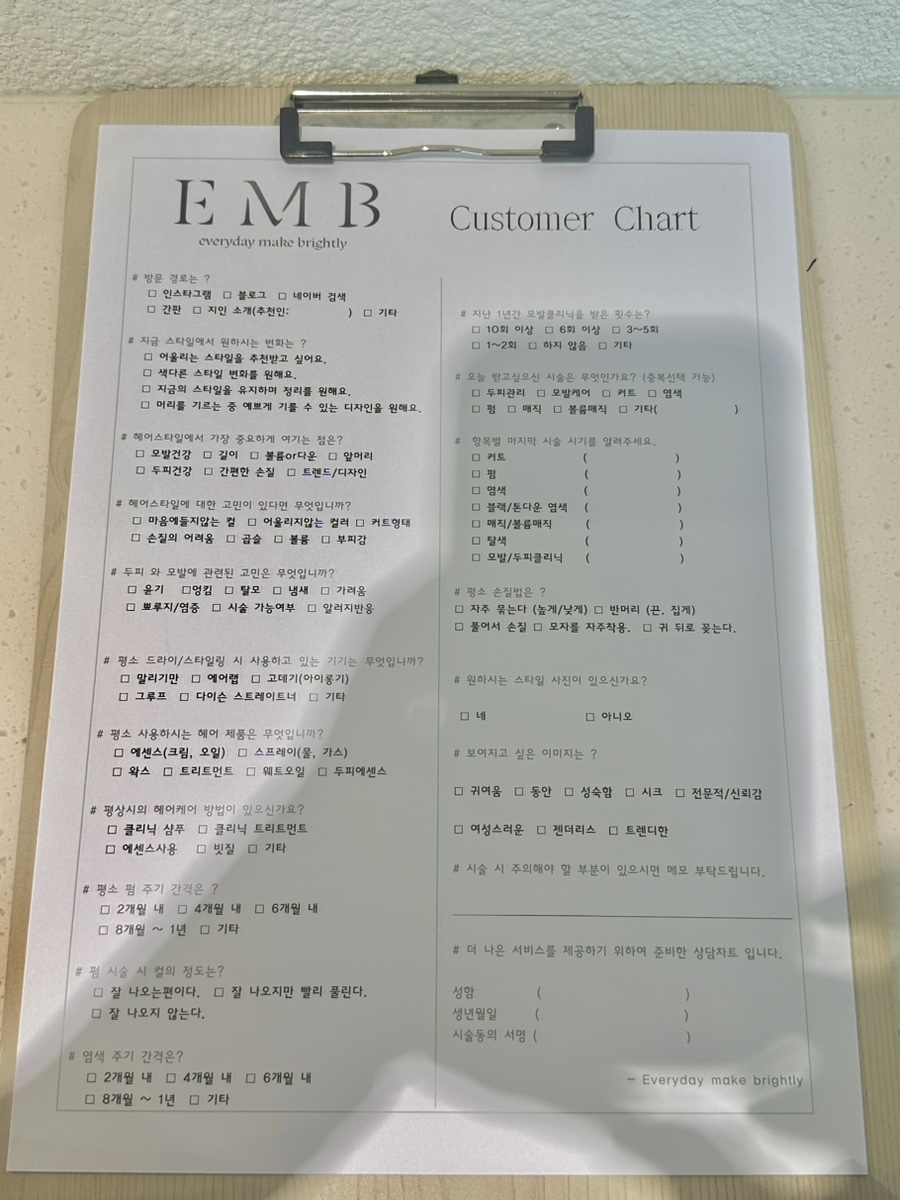 EMB
everyday make brightly
Customer Chart
# 방문 경로는 ?
□ 인스타그램 □ 블로그 □ 네이버 검색
□ 간판 □ 지인 소개(추천인: ) □ 기타
# 지금 스타일에서 원하시는 변화는 ?
□ 어울리는 스타일을 추천받고 싶어요.
□ 색다른 스타일 변화를 원해요.
□ 지금의 스타일을 유지하며 정리를 원해요.
□ 머리를 기르는 중 예쁘게 기를 수 있는 디자인을 원해요.
# 헤어스타일에서 가장 중요하게 여기는 점은?
□ 모발건강 □ 길이 □ 볼륨or다운 □ 앞머리
□ 두피건강 □ 간편한 손질 □ 트렌드/디자인
# 헤어스타일에 대한 고민이 있다면 무엇입니까?
□ 마음에들지않는 컬 □ 어울리지않는 컬러 □ 커트형태
□ 손질의 어려움 □ 곱슬 □ 볼륨 □ 부피감
# 두피 와 모발에 관련된 고민은 무엇입니까?
□ 윤기 □엉킴 □ 탈모 □ 냄새 □ 가려움
□ 뾰루지/염증 □ 시술 가능여부 □ 알러지반응
# 평소 드라이/스타일링 시 사용하고 있는 기기는 무엇입니까?
□ 말리기만 □ 에어랩 □ 고데기(아이롱기)
□ 그루프 □ 다이슨 스트레이트너 □ 기타
# 평소 사용하시는 헤어 제품은 무엇입니까?
□ 에센스(크림, 오일) □ 스프레이(물, 가스)
□ 왁스 □ 트리트먼트 □ 웨트오일 □ 두피에센스
# 평상시의 헤어케어 방법이 있으신가요?
□ 클리닉 샴푸 □ 클리닉 트리트먼트
□ 에센스사용 □ 빗질 □ 기타
# 평소 펌 주기 간격은 ?
□ 2개월 내 □ 4개월 내 □ 6개월 내
□ 8개월 ~ 1년 □ 기타
# 펌 시술 시 컬의 정도는?
□ 잘 나오는편이다. □ 잘 나오지만 빨리 풀린다.
□ 잘 나오지 않는다.
# 염색 주기 간격은?
□ 2개월 내 □ 4개월 내 □ 6개월 내
□ 8개월 ~ 1년 □ 기타
# 지난 1년간 모발클리닉을 받은 횟수는?
□ 10회 이상 □ 6회 이상 □ 3~5회
□ 1~2회 □ 하지 않음 □ 기타
# 오늘 받고싶으신 시술은 무엇인가요? (중복선택 가능)
□ 두피관리 □ 모발케어 □ 커트 □ 염색
□ 펌 □ 매직 □ 볼륨매직 □ 기타( )
# 항목별 마지막 시술 시기를 알려주세요.
□ 커트 ( )
□ 펌 ( )
□ 염색 ( )
□ 블랙/톤다운 염색 ( )
□ 매직/볼륨매직 ( )
□ 탈색 ( )
□ 모발/두피클리닉 ( )
# 평소 손질법은 ?
□ 자주 묶는다 (높게/낮게) □ 반머리 (끈. 집게)
□ 풀어서 손질 □ 모자를 자주착용. □ 귀 뒤로 꽂는다.
# 원하시는 스타일 사진이 있으신가요?
□ 네 □ 아니오
# 보여지고 싶은 이미지는 ?
□ 귀여움 □ 동안 □ 성숙함 □ 시크 □ 전문적/신뢰감
□ 여성스러운 □ 젠더리스 □ 트렌디한
# 시술 시 주의해야 할 부분이 있으시면 메모 부탁드립니다.
# 더 나은 서비스를 제공하기 위하여 준비한 상담차트 입니다.
성함 ( )
생년월일 ( )
시술동의 서명 ( )
– Everyday make brightly